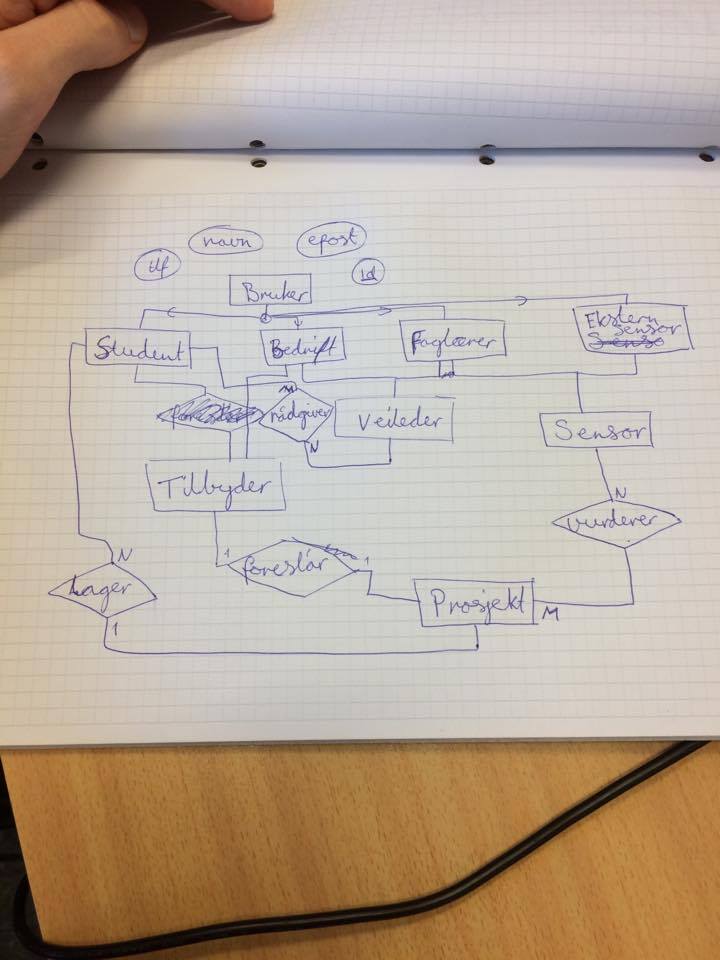 navn
epost
tlf
id
Bruker
Student
Bedrift
Faglærer
Ekstern
Sensor
rådgiver
Veileder
Sensor
M
N
Tilbyder
N
vurderer
N
Lager
1
1
foreslår
1
Prosjekt
M